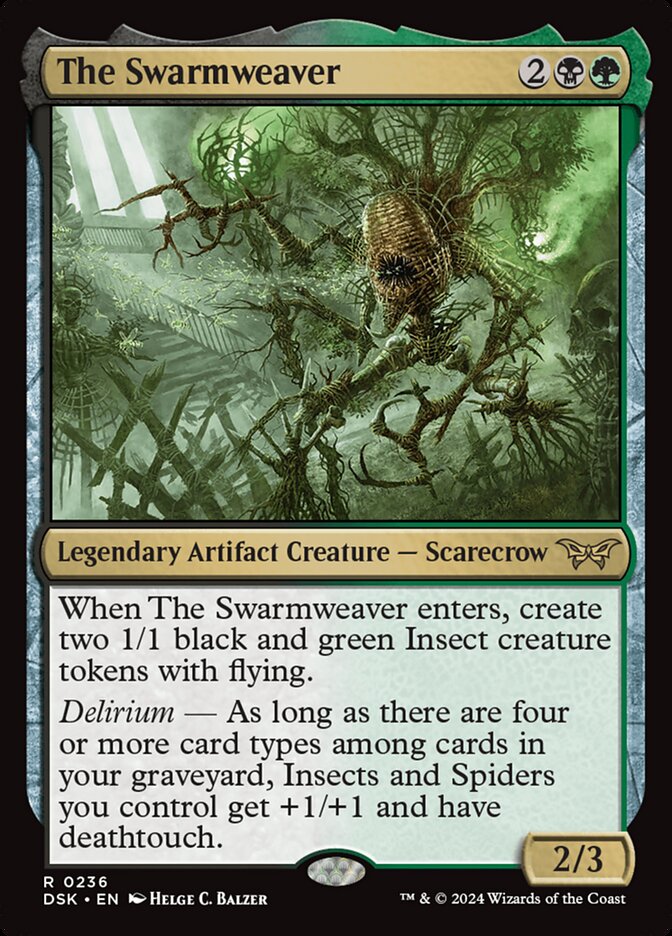 The Swarmweaver 2
Legendary Artifact Creature — Scarecrow
When The Swarmweaver enters, create
two 1/1 black and green Insect creature
tokens with flying.
Delirium — As long as there are four
or more card types among cards in
your graveyard, Insects and Spiders
you control get +1/+1 and have
deathtouch.
2/3
R 0236
DSK • EN Helge C. Balzer
™ & © 2024 Wizards of the Coast